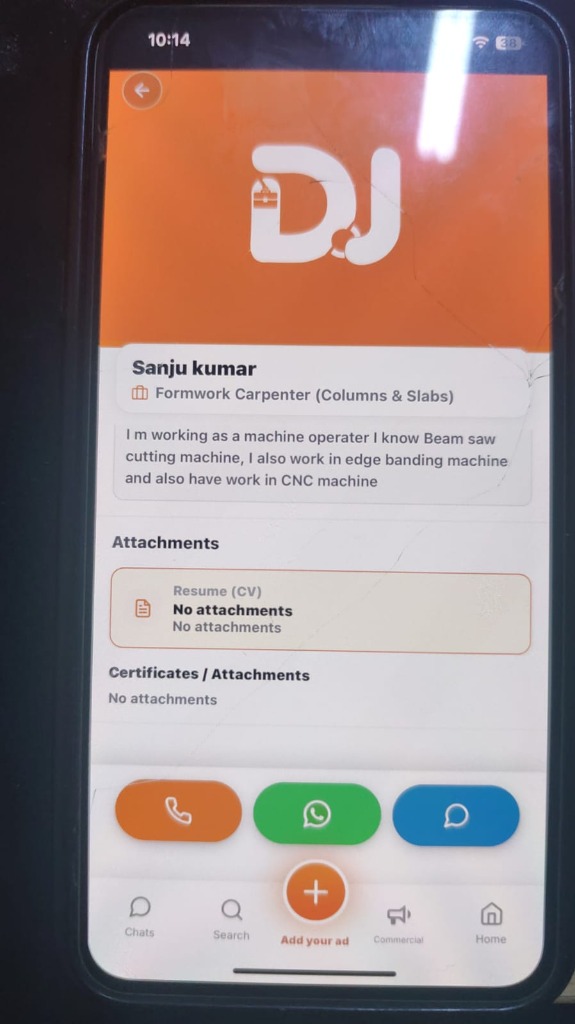 10:14
38
DJ
Sanju kumar
Formwork Carpenter (Columns & Slabs)
I m working as a machine operater I know Beam saw
cutting machine, I also work in edge banding machine
and also have work in CNC machine
Attachments
Resume (CV)
No attachments
No attachments
Certificates / Attachments
No attachments
Chats
Search
Add your ad
Commercial
Home